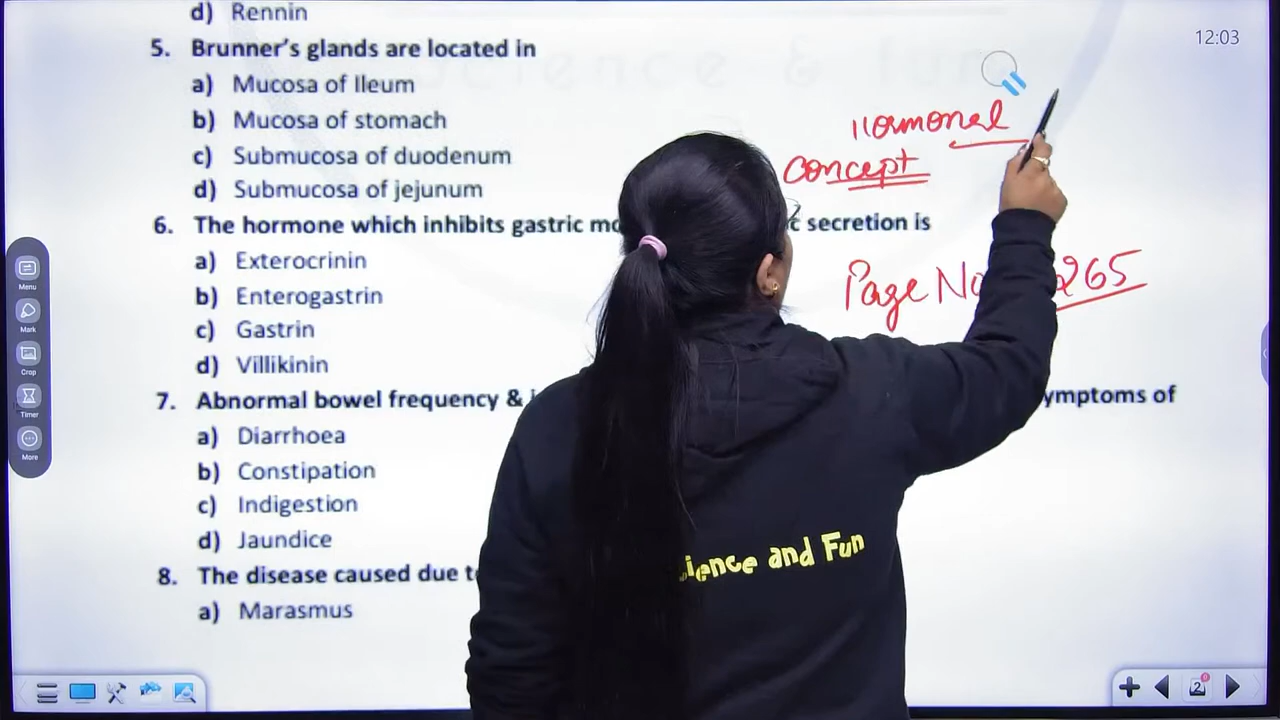 d) Rennin
12:03
5. Brunner's glands are located in
a) Mucosa of Ileum
b) Mucosa of stomach
c) Submucosa of duodenum
d) Submucosa of jejunum
Hormonal
concept
6. The hormone which inhibits gastric secretion is
a) Exterocrinin
b) Enterogastrin
c) Gastrin
d) Villikinin
Page No 265
7. Abnormal bowel frequency & ymptoms of
a) Diarrhoea
b) Constipation
c) Indigestion
d) Jaundice
8. The disease caused due
a) Marasmus
ience and Fun
Menu
Mark
Crop
Timer
More
2